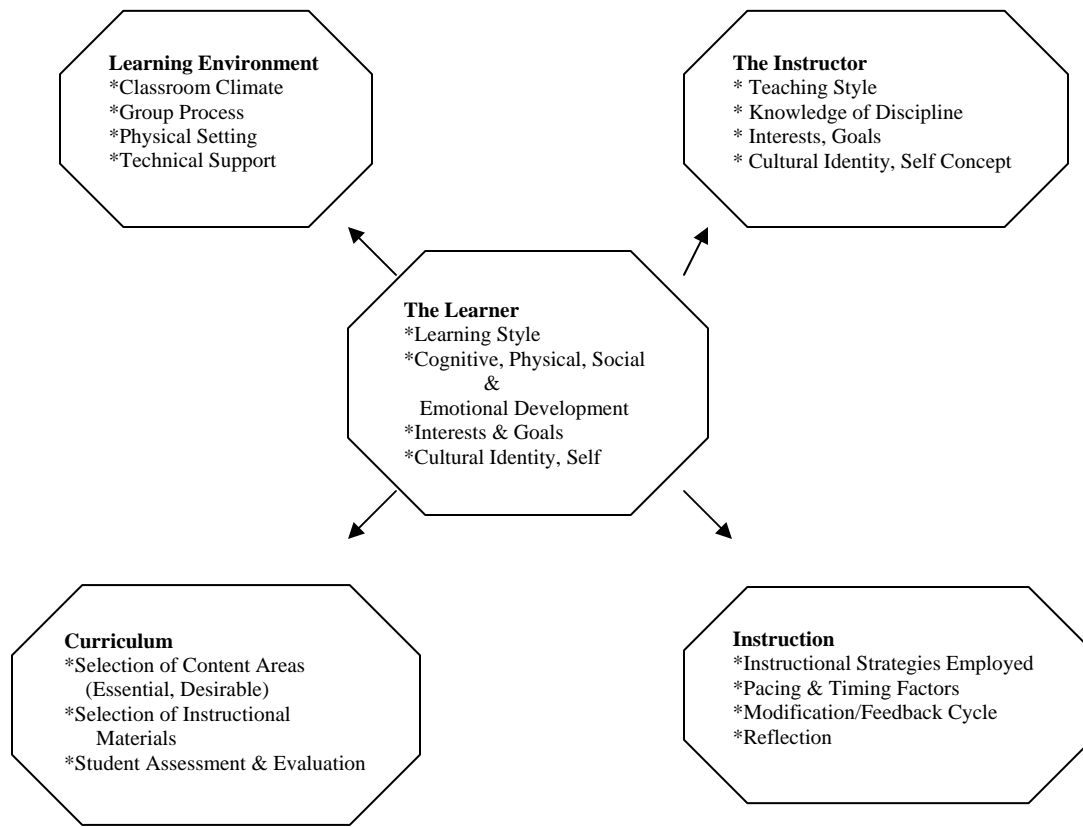 Learning Environment
*Classroom Climate
*Group Process
*Physical Setting
*Technical Support
The Instructor
* Teaching Style
* Knowledge of Discipline
* Interests, Goals
* Cultural Identity, Self Concept
The Learner
*Learning Style
*Cognitive, Physical, Social
&
Emotional Development
*Interests & Goals
*Cultural Identity, Self
Curriculum
*Selection of Content Areas
(Essential, Desirable)
*Selection of Instructional
Materials
*Student Assessment & Evaluation
Instruction
*Instructional Strategies Employed
*Pacing & Timing Factors
*Modification/Feedback Cycle
*Reflection